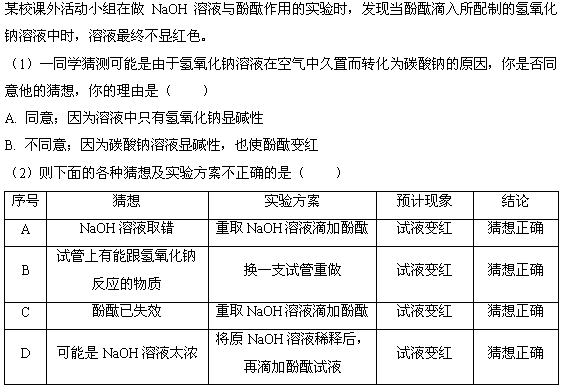 某校课外活动小组在做 NaOH 溶液与酚酞作用的实验时，发现当酚酞滴入所配制的氢氧化
钠溶液中时，溶液最终不显红色。
（1）一同学猜测可能是由于氢氧化钠溶液在空气中久置而转化为碳酸钠的原因，你是否同
意他的猜想，你的理由是（　　）
A. 同意；因为溶液中只有氢氧化钠显碱性
B. 不同意；因为碳酸钠溶液显碱性，也使酚酞变红
（2）则下面的各种猜想及实验方案不正确的是（　　）
序号 猜想 实验方案 预计现象 结论
A NaOH 溶液取错 重取 NaOH 溶液滴加酚酞 试液变红 猜想正确
B 试管上有能跟氢氧化钠反应的物质 换一支试管重做 试液变红 猜想正确
C 酚酞已失效 重取 NaOH 溶液滴加酚酞 试液变红 猜想正确
D 可能是 NaOH 溶液太浓 将原 NaOH 溶液稀释后，再滴加酚酞试液 试液变红 猜想正确